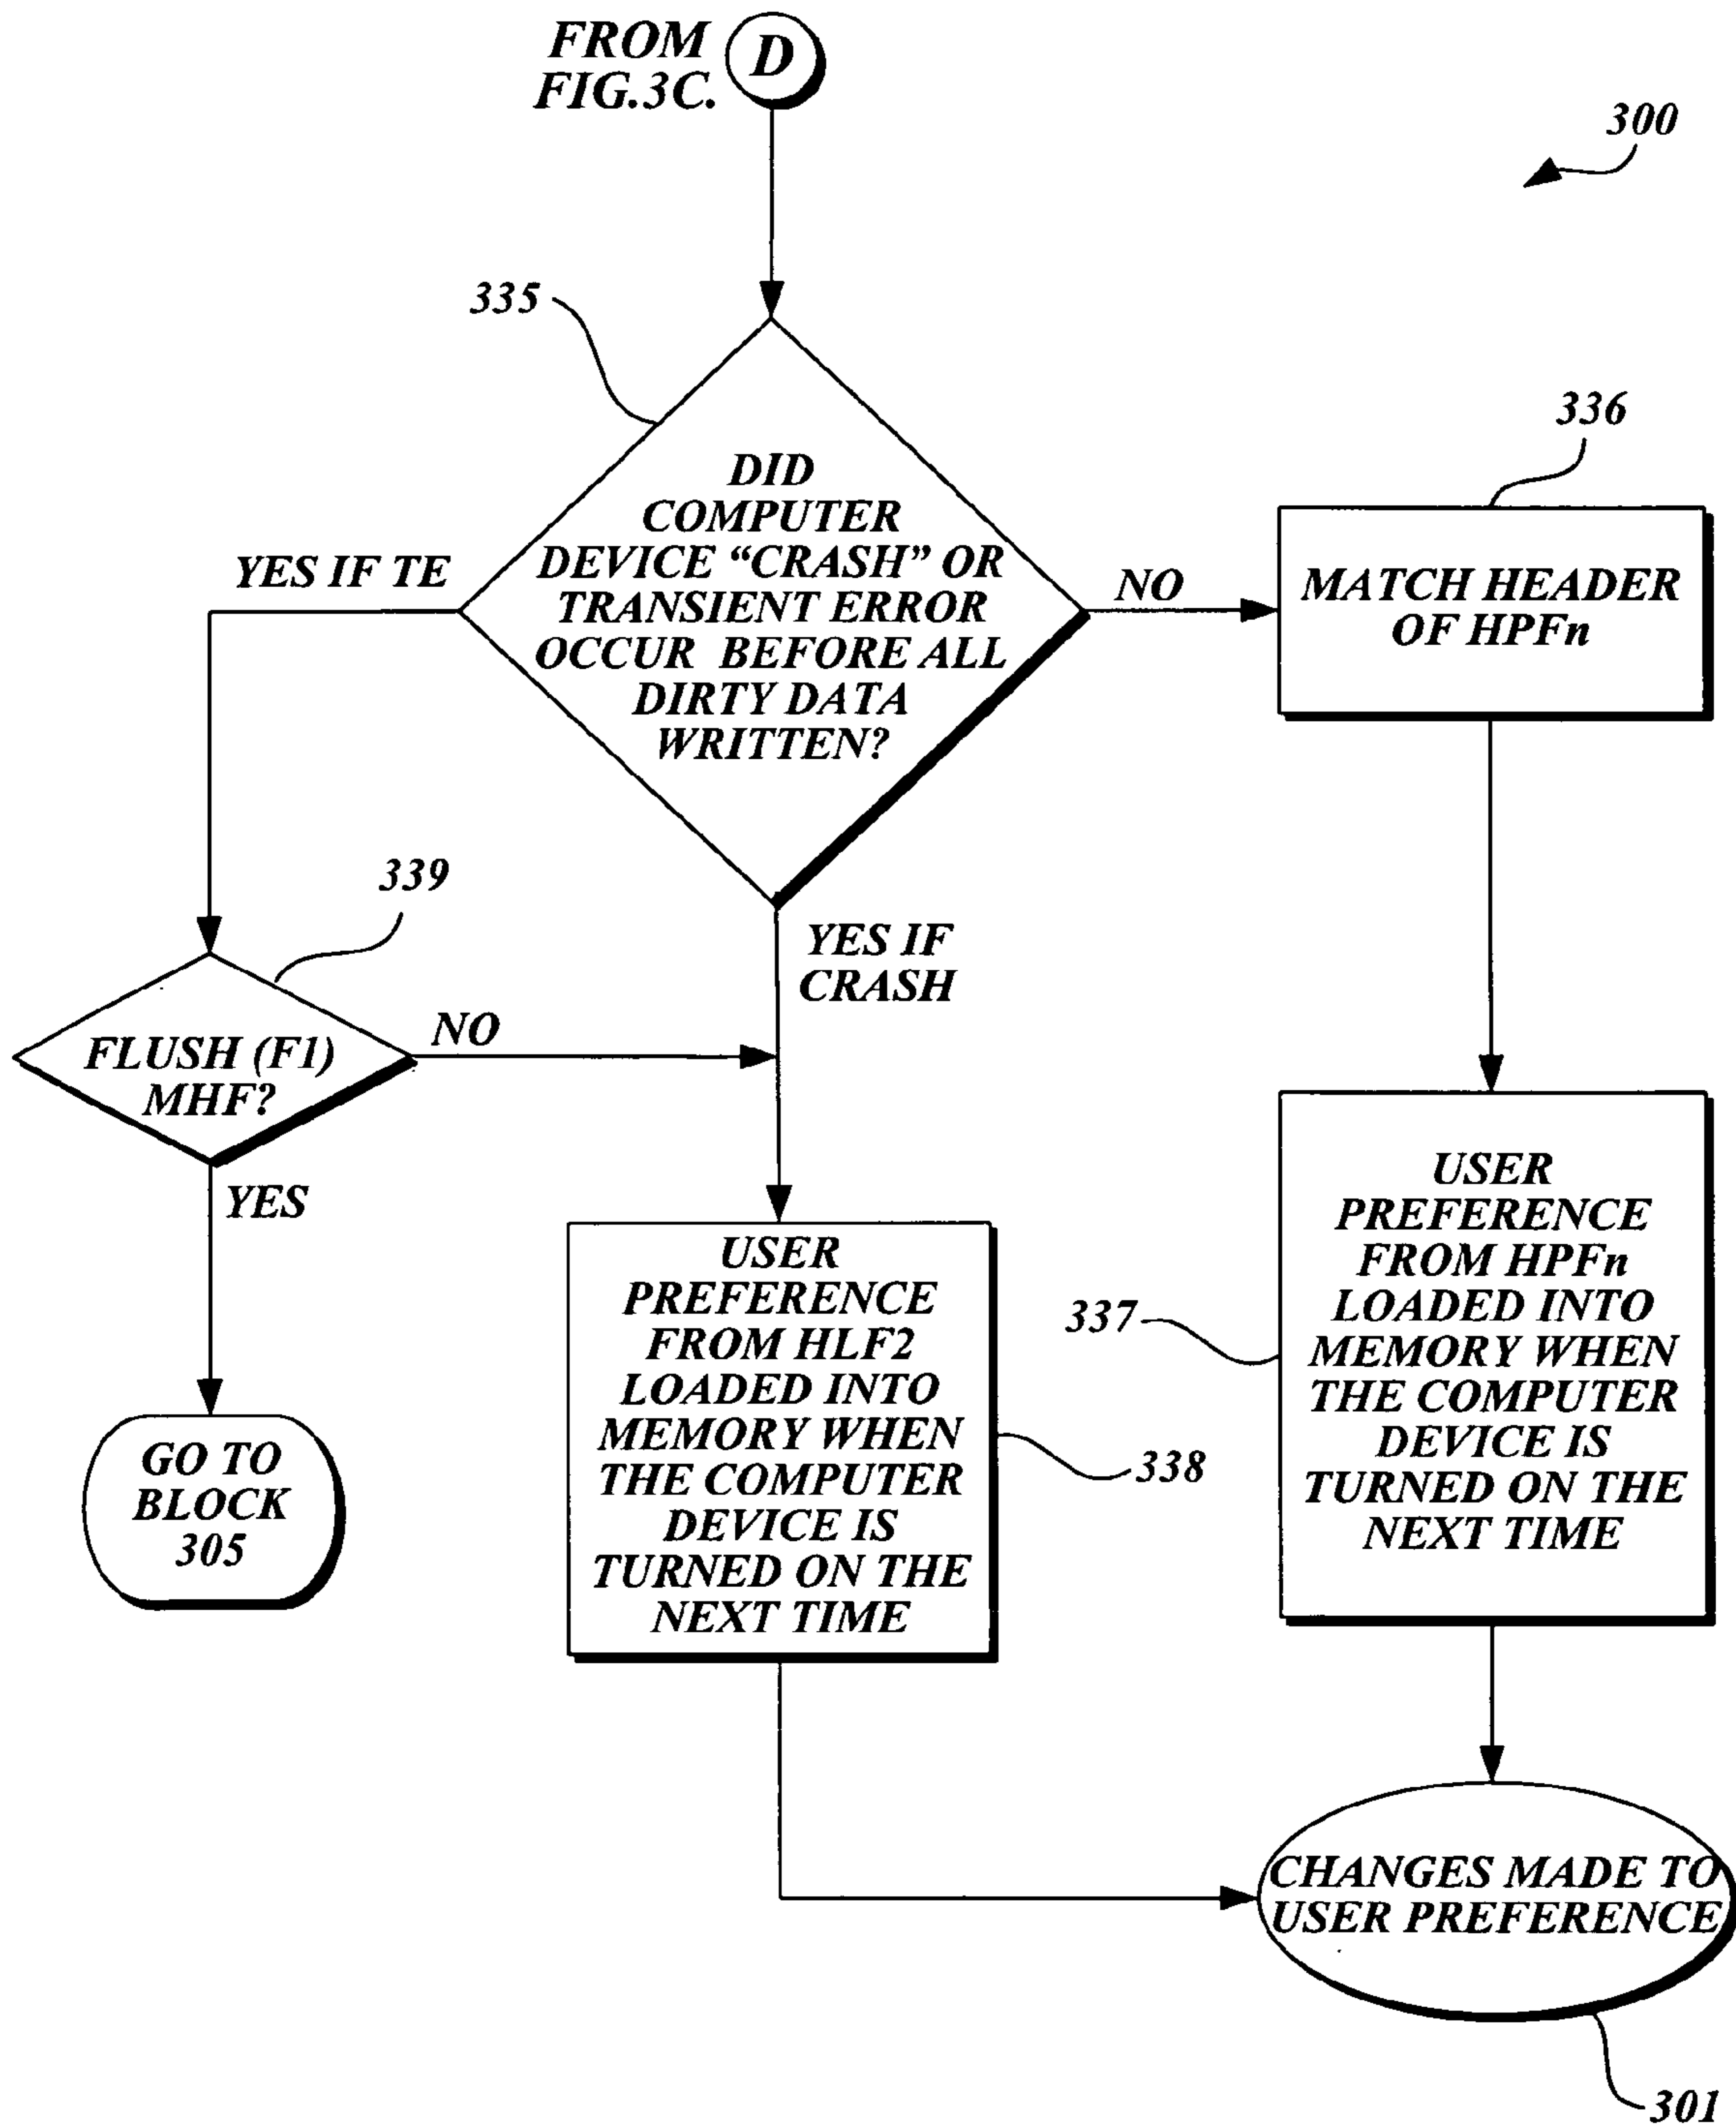 FROM
FIG.3C.
D
300
335
DID
COMPUTER
DEVICE “CRASH” OR
TRANSIENT ERROR
OCCUR BEFORE ALL
DIRTY DATA
WRITTEN?
YES IF TE
NO
336
MATCH HEADER
OF HPFn
339
YES IF
CRASH
FLUSH (F1)
MHF?
NO
YES
GO TO
BLOCK
305
USER
PREFERENCE
FROM HLF2
LOADED INTO
MEMORY WHEN
THE COMPUTER
DEVICE IS
TURNED ON THE
NEXT TIME
338
337
USER
PREFERENCE
FROM HPFn
LOADED INTO
MEMORY WHEN
THE COMPUTER
DEVICE IS
TURNED ON THE
NEXT TIME
CHANGES MADE TO
USER PREFERENCE
301